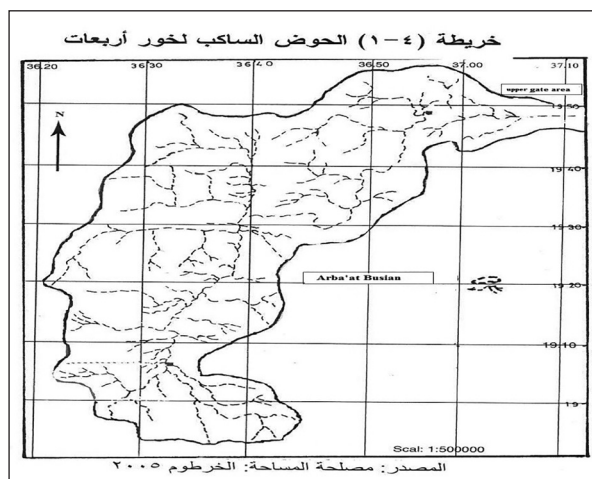 خريطة (٤-١) الحوض الساكب لخور أربعات
36.20 36.30 36.40 36.50 37.00 37.10
upper gate area
19.50
N
19.40
19.30
Arba'at Busian
19.20
19.10
19
Scal: 1:500000
المصدر: مصلحة المساحة: الخرطوم ٢٠٠٥